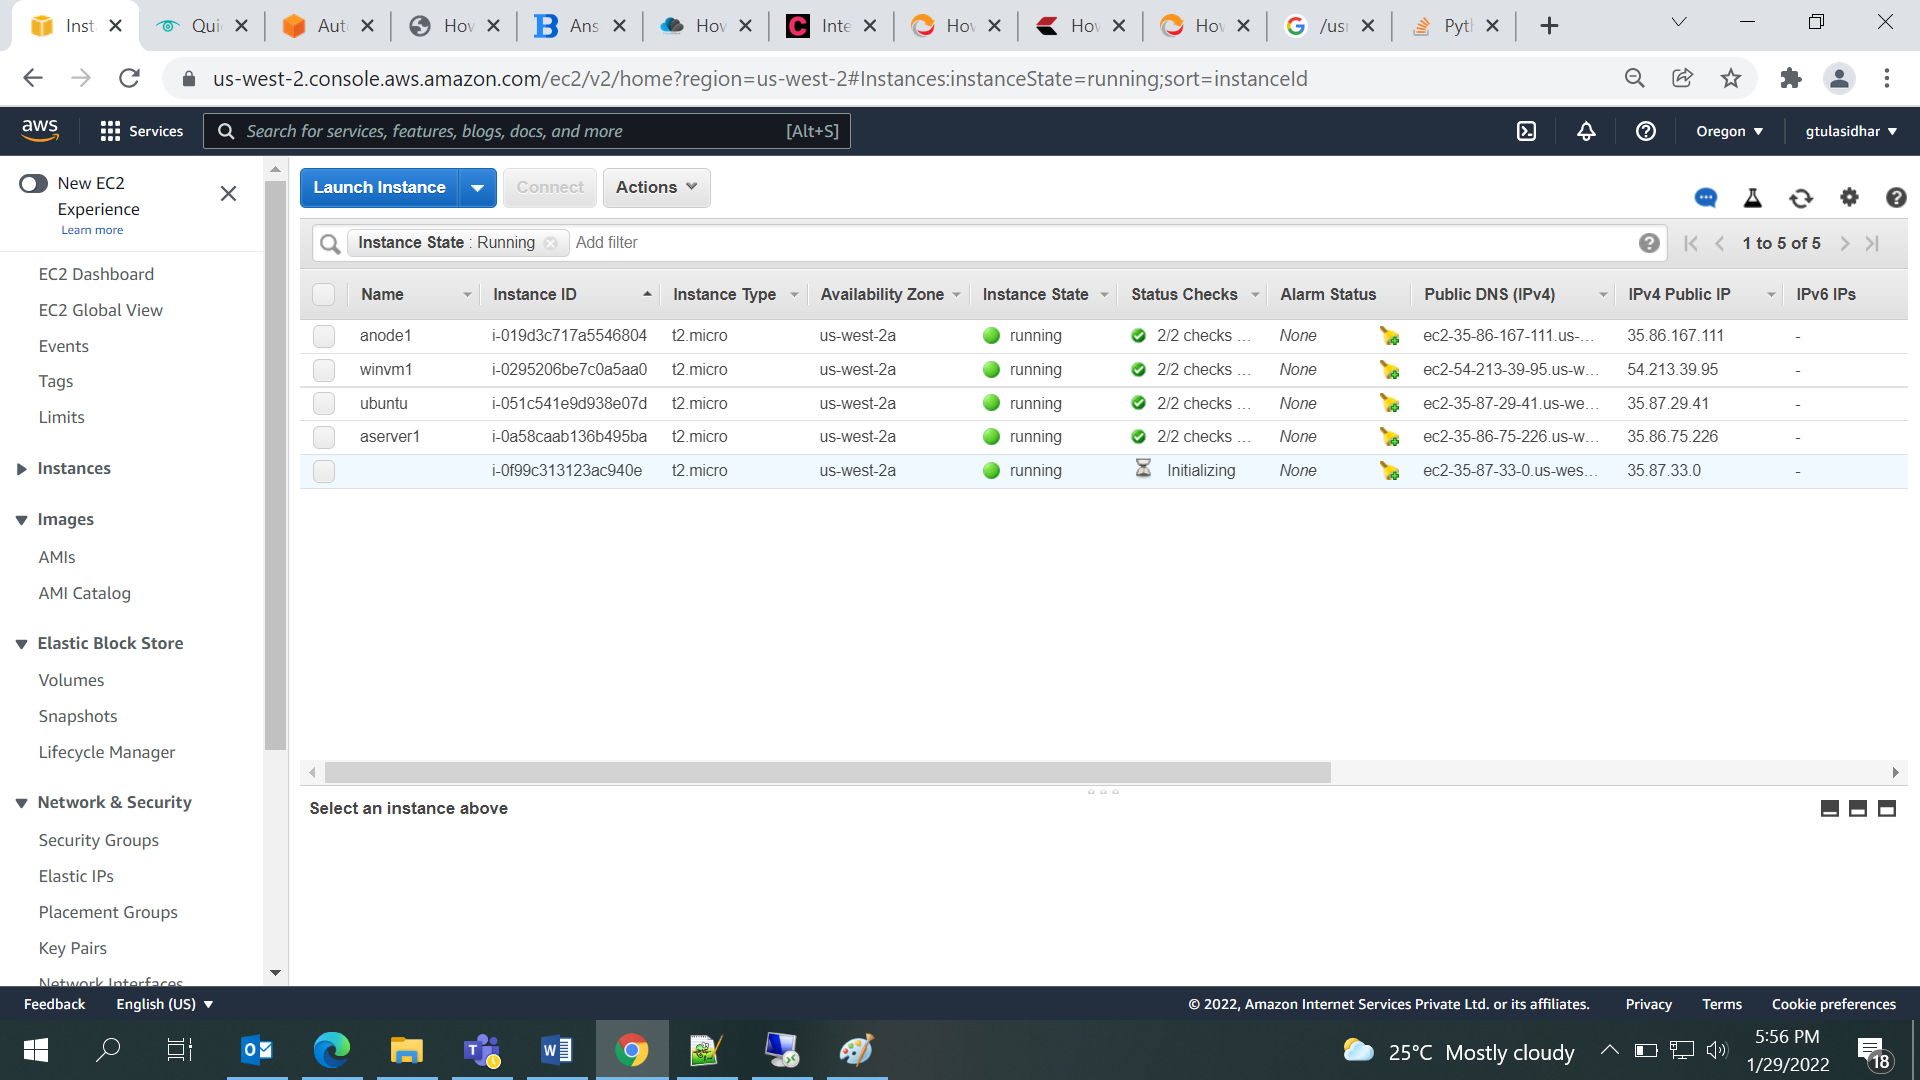 Inst
Qui
Aut
How
Ans
How
Inte
How
How
How
/usr
Pyth
us-west-2.console.aws.amazon.com/ec2/v2/home?region=us-west-2#Instances:instanceState=running;sort=instanceId
aws
Services
Search for services, features, blogs, docs, and more
[Alt+S]
Oregon
gtulasidhar
New EC2
Experience
Learn more
EC2 Dashboard
EC2 Global View
Events
Tags
Limits
Instances
Images
AMIs
AMI Catalog
Elastic Block Store
Volumes
Snapshots
Lifecycle Manager
Network & Security
Security Groups
Elastic IPs
Placement Groups
Key Pairs
Network Interfaces
Launch Instance
Connect
Actions
Instance State : Running
Add filter
1 to 5 of 5
Name Instance ID Instance Type Availability Zone Instance State Status Checks Alarm Status Public DNS (IPv4) IPv4 Public IP IPv6 IPs
anode1 i-019d3c717a5546804 t2.micro us-west-2a running 2/2 checks ... None ec2-35-86-167-111.us-... 35.86.167.111 -
winvm1 i-0295206be7c0a5aa0 t2.micro us-west-2a running 2/2 checks ... None ec2-54-213-39-95.us-w... 54.213.39.95 -
ubuntu i-051c541e9d938e07d t2.micro us-west-2a running 2/2 checks ... None ec2-35-87-29-41.us-we... 35.87.29.41 -
aserver1 i-0a58caab136b495ba t2.micro us-west-2a running 2/2 checks ... None ec2-35-86-75-226.us-w... 35.86.75.226 -
i-0f99c313123ac940e t2.micro us-west-2a running Initializing None ec2-35-87-33-0.us-wes... 35.87.33.0 -
Select an instance above
Feedback
English (US)
© 2022, Amazon Internet Services Private Ltd. or its affiliates.
Privacy
Terms
Cookie preferences
25°C Mostly cloudy
5:56 PM
1/29/2022
18